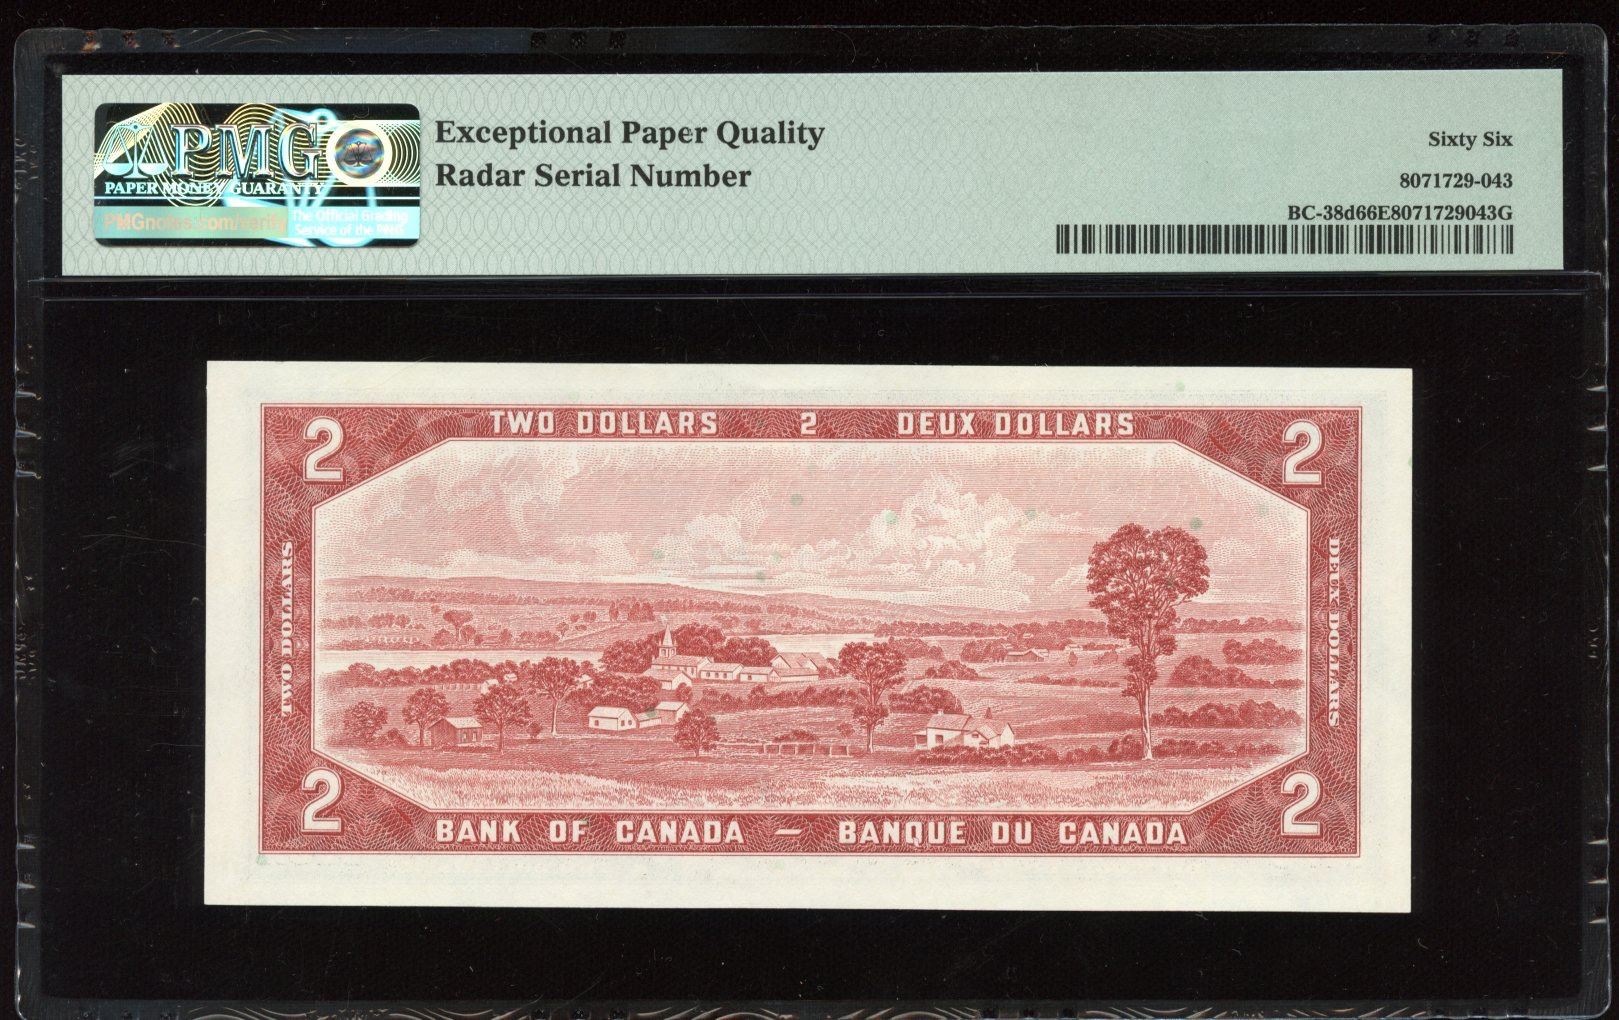 PMG
PAPER MONEY GUARANTY
PMGnotes.com/verify
The Official Grading
Service of the PNG
Exceptional Paper Quality
Radar Serial Number
Sixty Six
8071729-043
BC-38d66E8071729043G
2 TWO DOLLARS 2 DEUX DOLLARS 2
TWO DOLLARS
DEUX DOLLARS
2 BANK OF CANADA — BANQUE DU CANADA 2